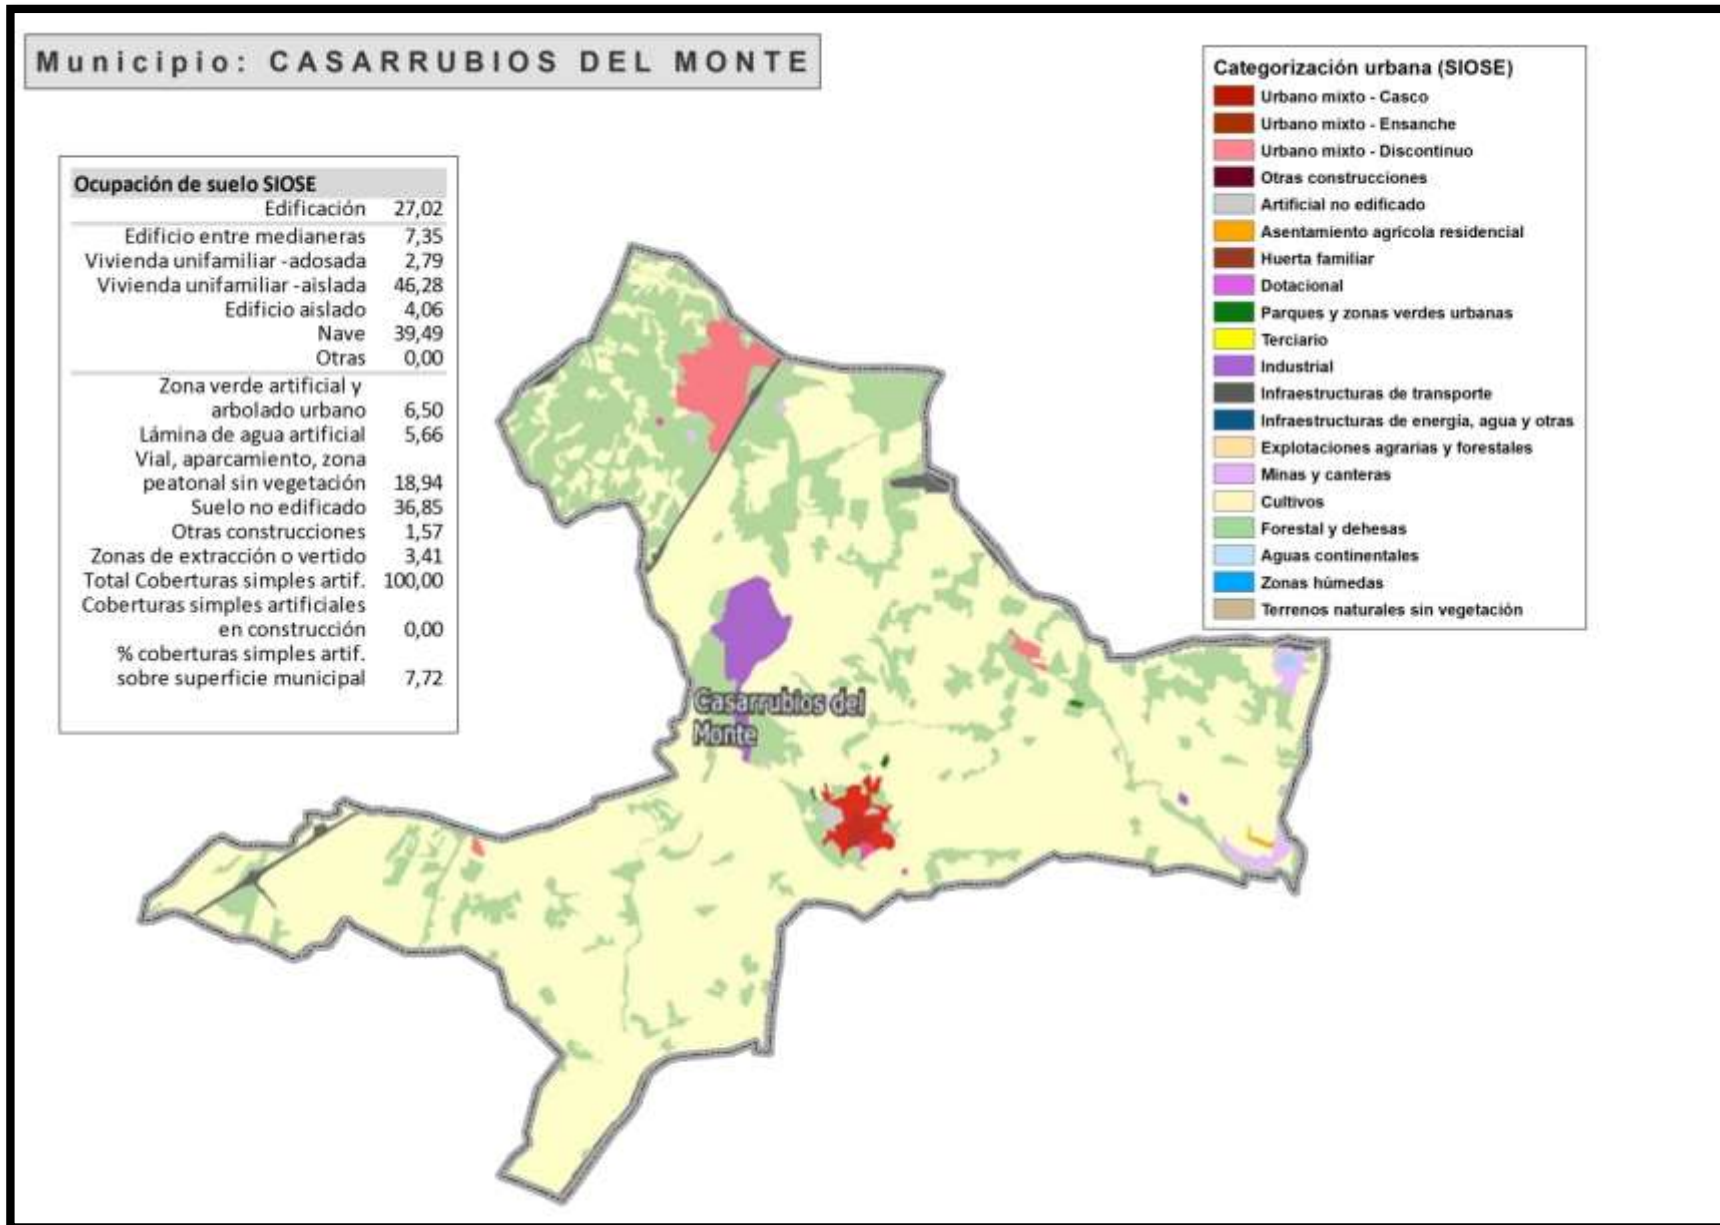 Municipio: CASARRUBIOS DEL MONTE
Ocupación de suelo SIOSE
Edificación 27,02
Edificio entre medianeras 7,35
Vivienda unifamiliar -adosada 2,79
Vivienda unifamiliar -aislada 46,28
Edificio aislado 4,06
Nave 39,49
Otras 0,00
Zona verde artificial y
arbolado urbano 6,50
Lámina de agua artificial 5,66
Vial, aparcamiento, zona
peatonal sin vegetación 18,94
Suelo no edificado 36,85
Otras construcciones 1,57
Zonas de extracción o vertido 3,41
Total Coberturas simples artif. 100,00
Coberturas simples artificiales
en construcción 0,00
% coberturas simples artif.
sobre superficie municipal 7,72
Casarrubios del
Monte
Categorización urbana (SIOSE)
Urbano mixto - Casco
Urbano mixto - Ensanche
Urbano mixto - Discontinuo
Otras construcciones
Artificial no edificado
Asentamiento agrícola residencial
Huerta familiar
Dotacional
Parques y zonas verdes urbanas
Terciario
Industrial
Infraestructuras de transporte
Infraestructuras de energía, agua y otras
Explotaciones agrarias y forestales
Minas y canteras
Cultivos
Forestal y dehesas
Aguas continentales
Zonas húmedas
Terrenos naturales sin vegetación